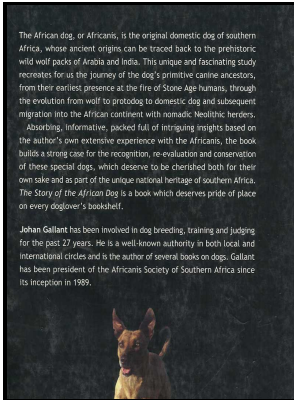 The African dog, or Africanis, is the original domestic dog of southern
Africa, whose ancient origins can be traced back to the prehistoric
wild wolf packs of Arabia and India. This unique and fascinating study
recreates for us the journey of the dog's primitive canine ancestors,
from their earliest presence at the fire of Stone Age humans, through
the evolution from wolf to protodog to domestic dog and subsequent
migration into the African continent with nomadic Neolithic herders.
Absorbing, informative, packed full of intriguing insights based on
the author's own extensive experience with the Africanis, the book
builds a strong case for the recognition, re-evaluation and conservation
of these special dogs, which deserve to be cherished both for their
own sake and as part of the unique national heritage of southern Africa.
The Story of the African Dog is a book which deserves pride of place
on every doglover's bookshelf.
Johan Gallant has been involved in dog breeding, training and judging
for the past 27 years. He is a well-known authority in both local and
international circles and is the author of several books on dogs. Gallant
has been president of the Africanis Society of Southern Africa since
its inception in 1989.